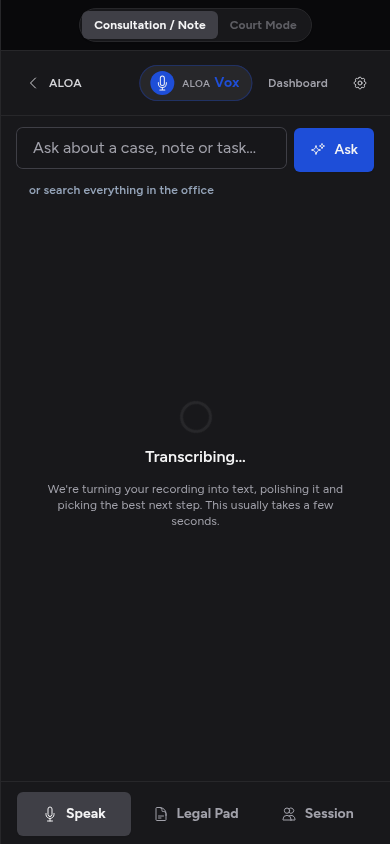 Consultation / Note Court Mode
ALOA ALOA Vox Dashboard
Ask about a case, note or task... Ask
or search everything in the office
Transcribing...
We're turning your recording into text, polishing it and
picking the best next step. This usually takes a few
seconds.
Speak Legal Pad Session